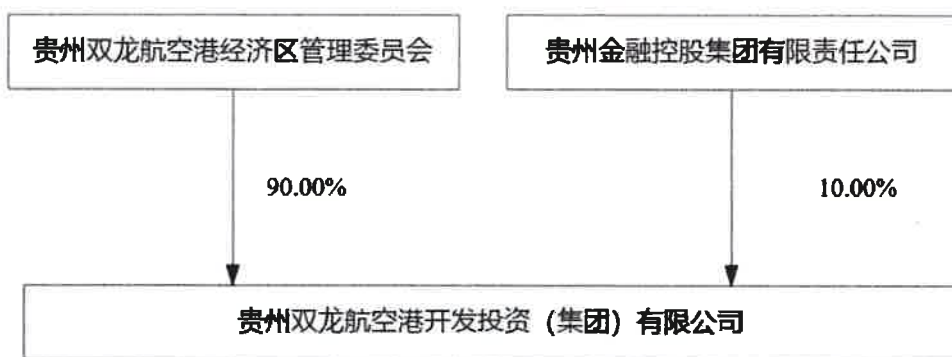 贵州双龙航空港经济区管理委员会
贵州金融控股集团有限责任公司
90.00%
10.00%
贵州双龙航空港开发投资（集团）有限公司